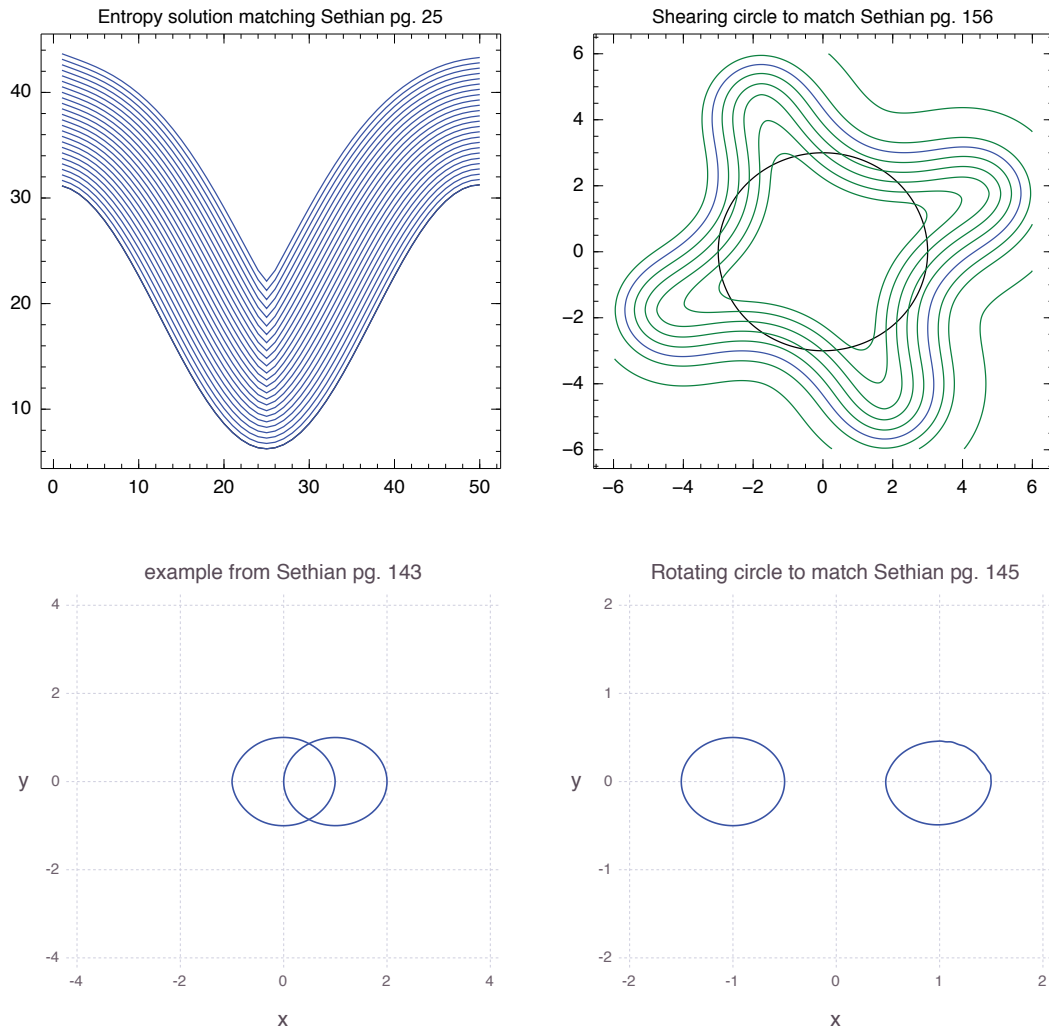 Entropy solution matching Sethian pg. 25
40
30
20
10
0 10 20 30 40 50
Shearing circle to match Sethian pg. 156
6
4
2
0
−2
−4
−6
−6 −4 −2 0 2 4 6
example from Sethian pg. 143
4
2
y 0
-2
-4
-4 -2 0 2 4
x
Rotating circle to match Sethian pg. 145
2
1
y 0
-1
-2
-2 -1 0 1 2
x